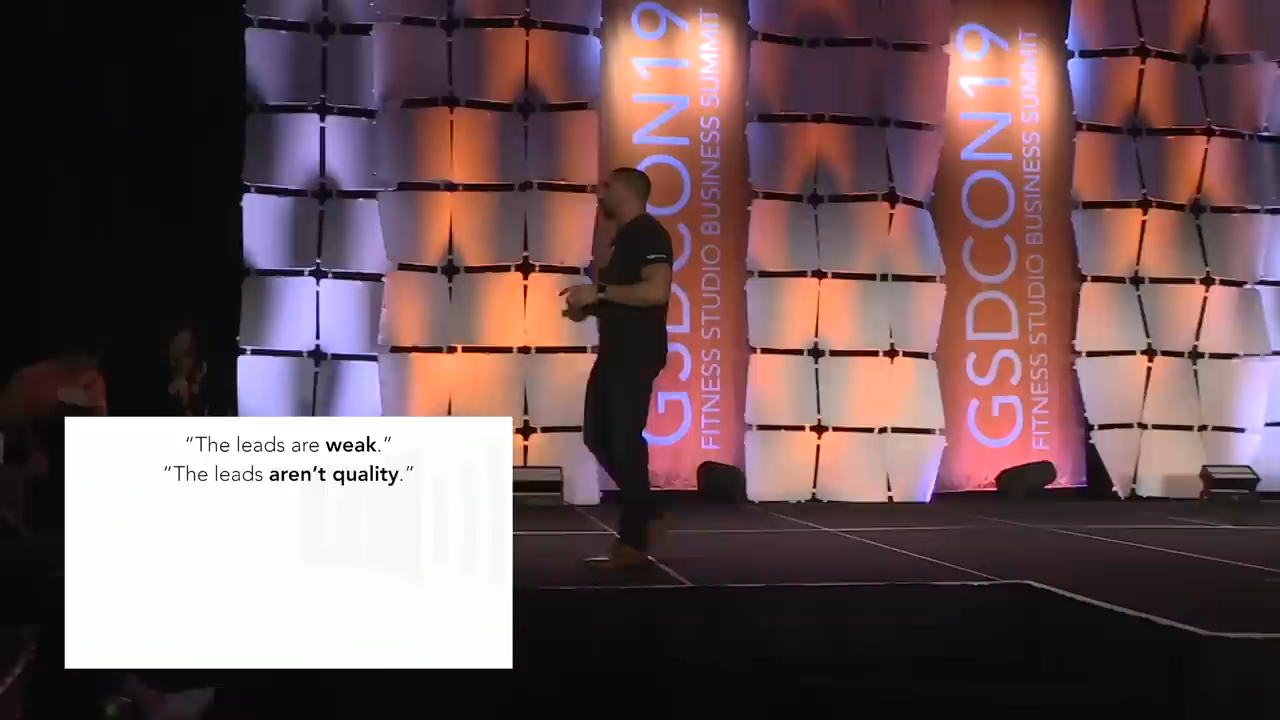 GSDCON19
FITNESS STUDIO BUSINESS SUMMIT
GSDCON19
FITNESS STUDIO BUSINESS SUMMIT
“The leads are weak.”
“The leads aren’t quality.”